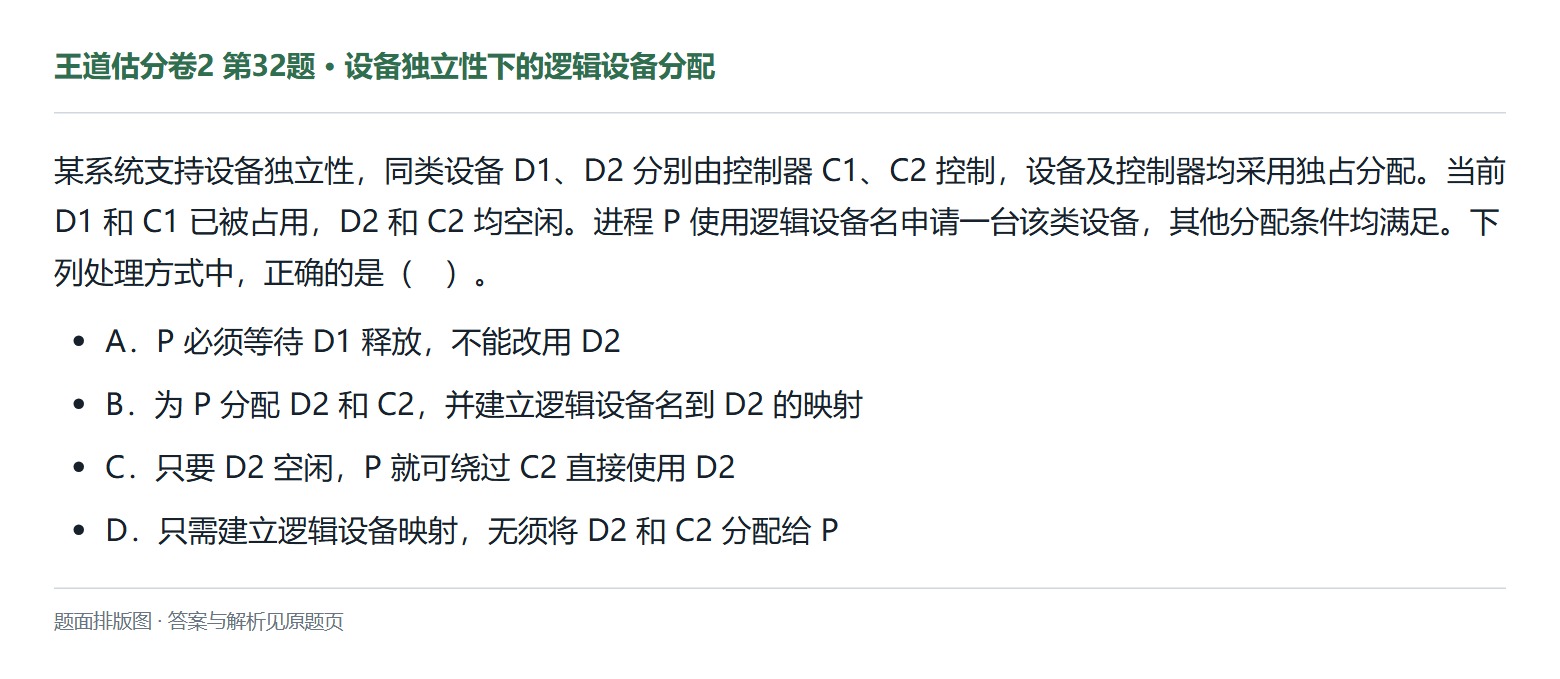 王道估分卷2 第32题 · 设备独立性下的逻辑设备分配
某系统支持设备独立性，同类设备 D1、D2 分别由控制器 C1、C2 控制，设备及控制器均采用独占分配。当前
D1 和 C1 已被占用，D2 和 C2 均空闲。进程 P 使用逻辑设备名申请一台该类设备，其他分配条件均满足。下
列处理方式中，正确的是（　）。
• A．P 必须等待 D1 释放，不能改用 D2
• B．为 P 分配 D2 和 C2，并建立逻辑设备名到 D2 的映射
• C．只要 D2 空闲，P 就可绕过 C2 直接使用 D2
• D．只需建立逻辑设备映射，无须将 D2 和 C2 分配给 P
题面排版图 · 答案与解析见原题页